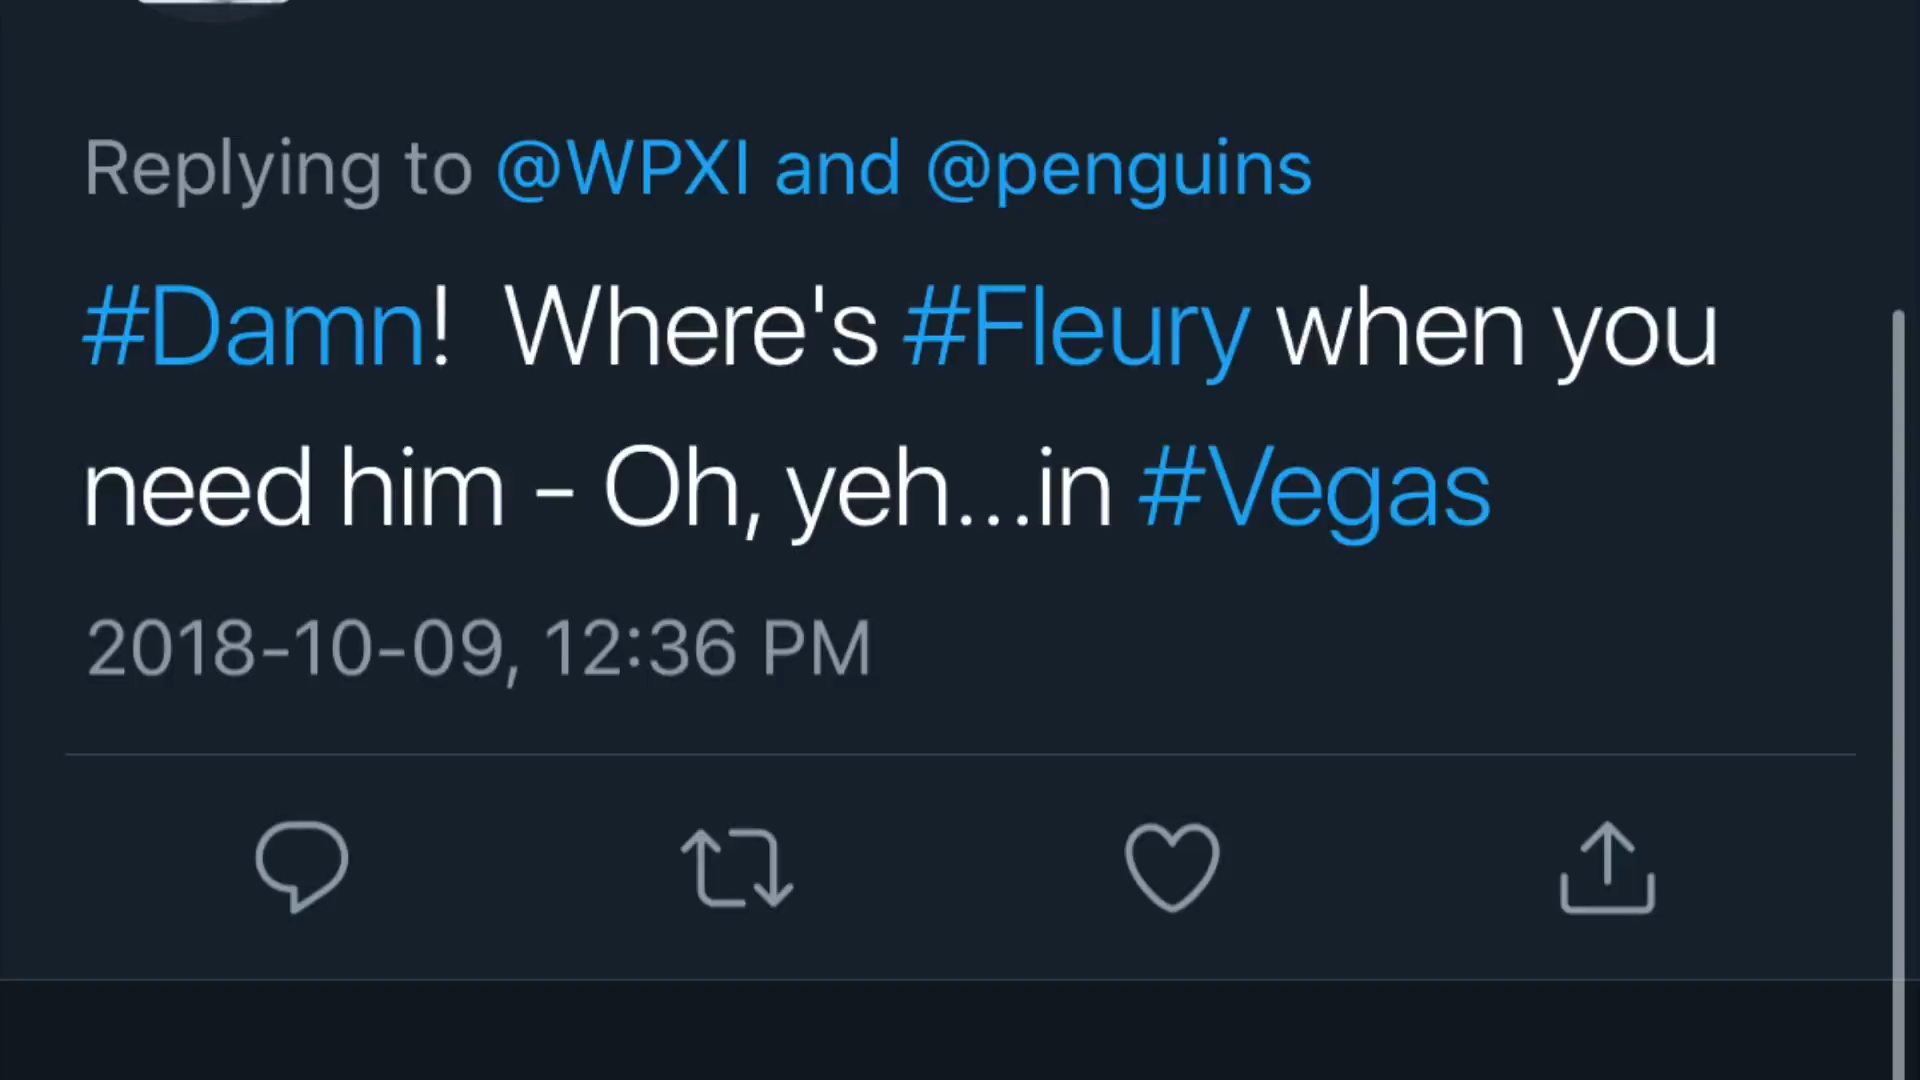 Replying to @WPXI and @penguins
#Damn!  Where's #Fleury when you
need him - Oh, yeh...in #Vegas
2018-10-09, 12:36 PM